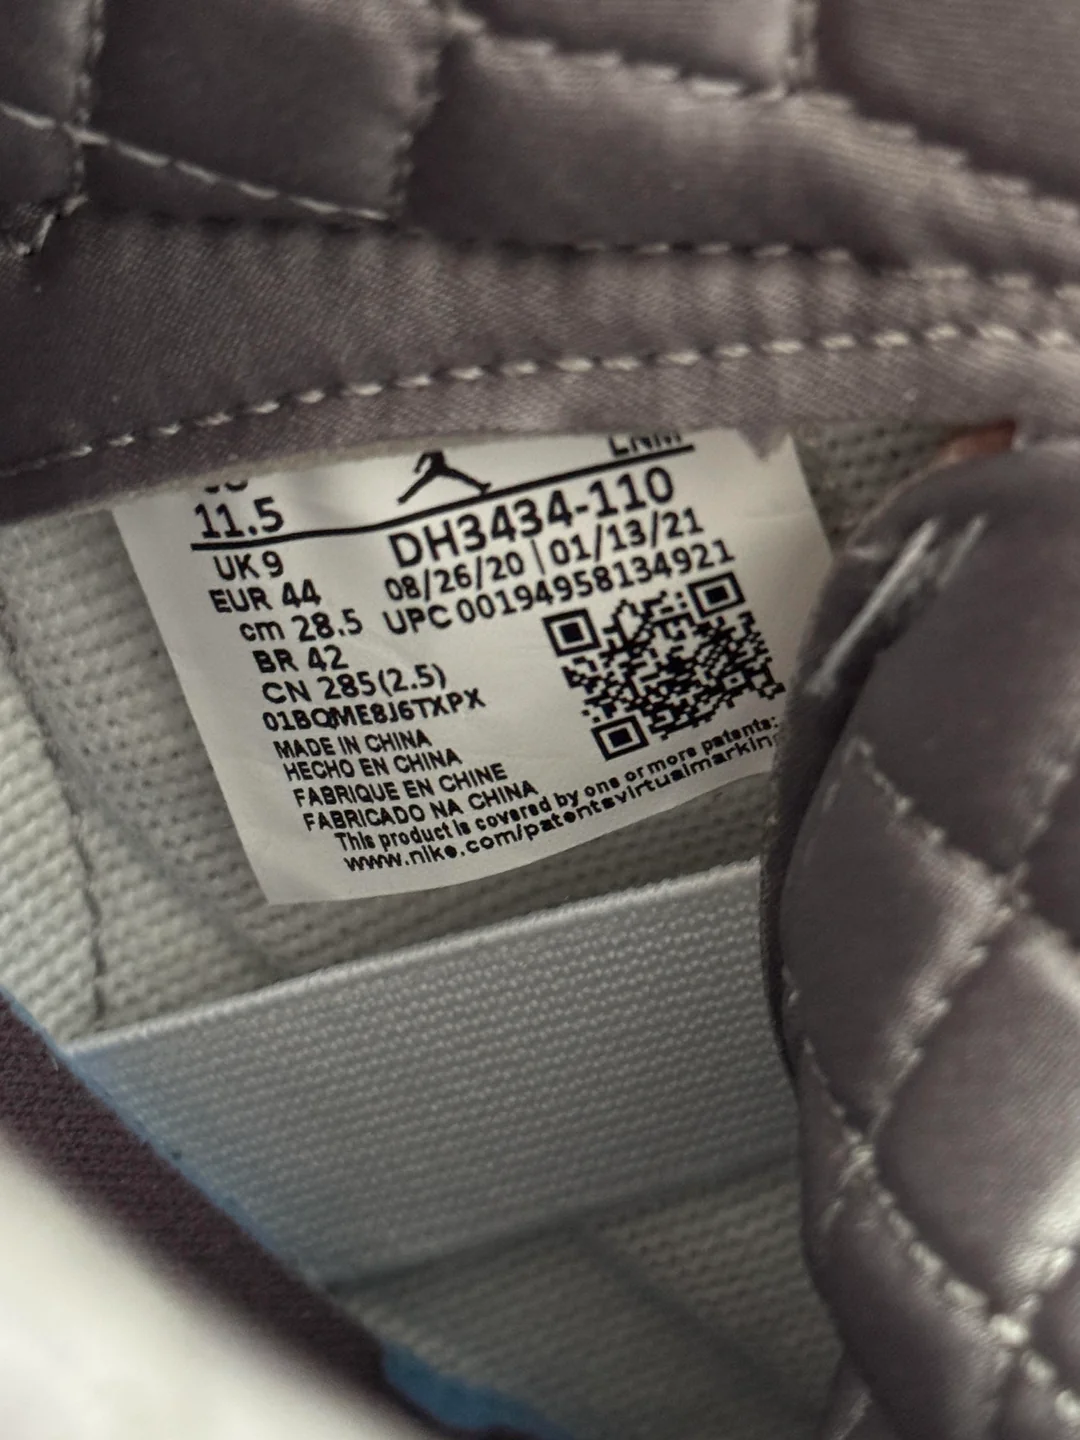 11.5
UK 9
EUR 44
cm 28.5
BR 42
CN 285(2.5)
01BQME8J6TXPX
DH3434-110
08/26/20 | 01/13/21
UPC 00194958134921
MADE IN CHINA
HECHO EN CHINA
FABRIQUE EN CHINE
FABRICADO NA CHINA
This product is covered by one or more patents:
www.nike.com/patentsvirtualmarking